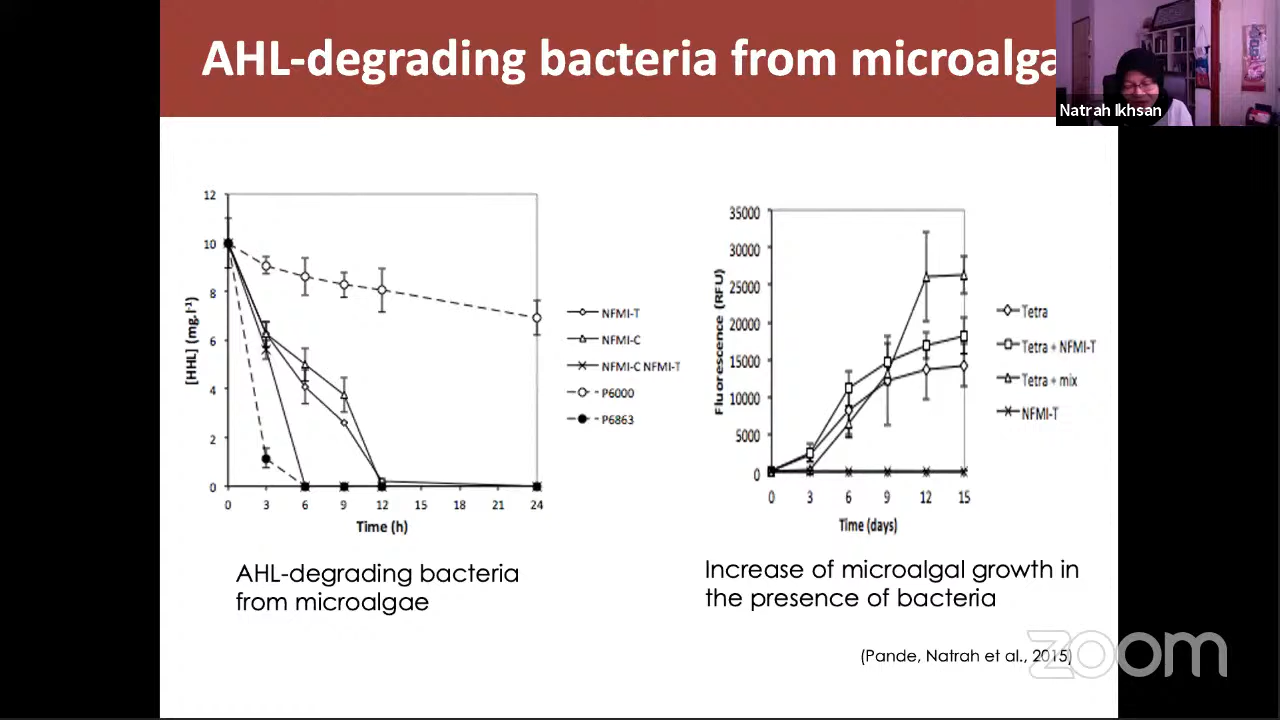 AHL-degrading bacteria from microalga
Natrah Ikhsan
12
10
8
6
4
2
0
[HHL] (mg.l-1)
0 3 6 9 12 15 18 21 24
Time (h)
NFMI-T
NFMI-C
NFMI-C NFMI-T
P6000
P6863
35000
30000
25000
20000
15000
10000
5000
0
Fluorescence (RFU)
0 3 6 9 12 15
Time (days)
Tetra
Tetra + NFMI-T
Tetra + mix
NFMI-T
AHL-degrading bacteria
from microalgae
Increase of microalgal growth in
the presence of bacteria
(Pande, Natrah et al., 2015)
zoom